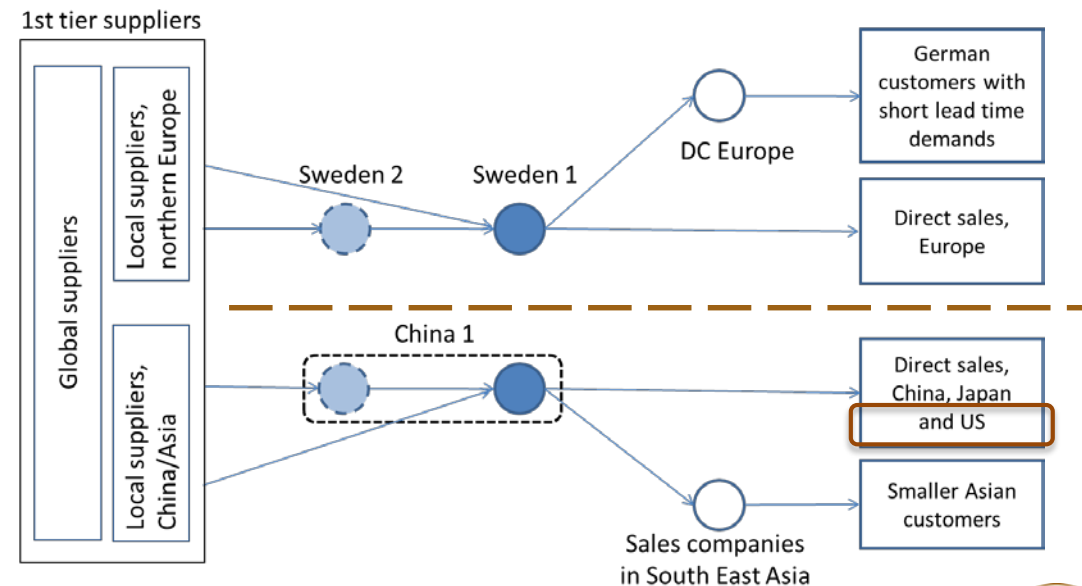 1st tier suppliers
Global suppliers
Local suppliers,
northern Europe
Local suppliers,
China/Asia
Sweden 2
Sweden 1
DC Europe
German
customers with
short lead time
demands
Direct sales,
Europe
China 1
Direct sales,
China, Japan
and US
Sales companies
in South East Asia
Smaller Asian
customers